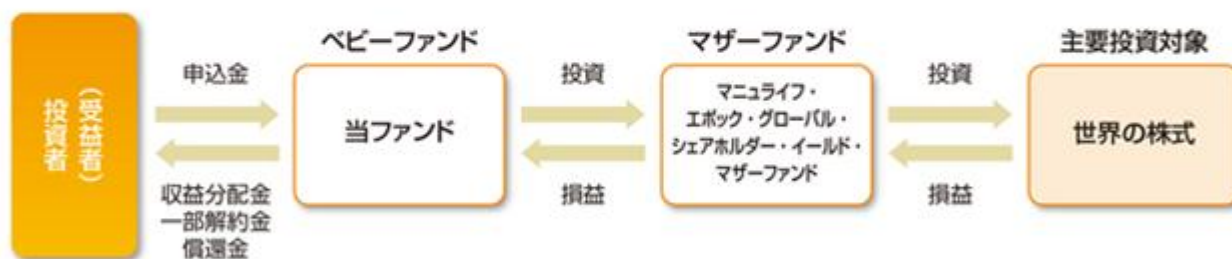 投資者
(受益者)
申込金
収益分配金
一部解約金
償還金
ベビーファンド
当ファンド
投資
損益
マザーファンド
マニュライフ・
エポック・グローバル・
シェアホルダー・イールド・
マザーファンド
投資
損益
主要投資対象
世界の株式